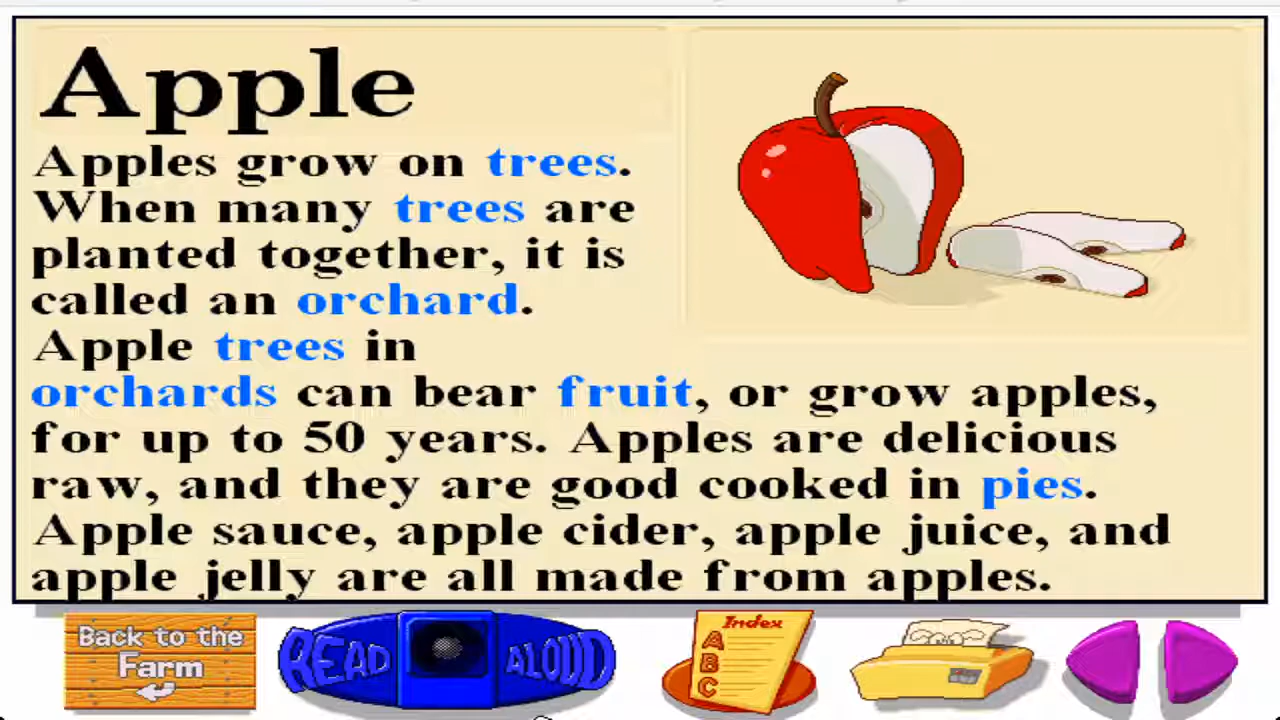 Apple
Apples grow on trees.
When many trees are
planted together, it is
called an orchard.
Apple trees in
orchards can bear fruit, or grow apples,
for up to 50 years. Apples are delicious
raw, and they are good cooked in pies.
Apple sauce, apple cider, apple juice, and
apple jelly are all made from apples.
Back to the
Farm
READ ALOUD
Index
A
B
C